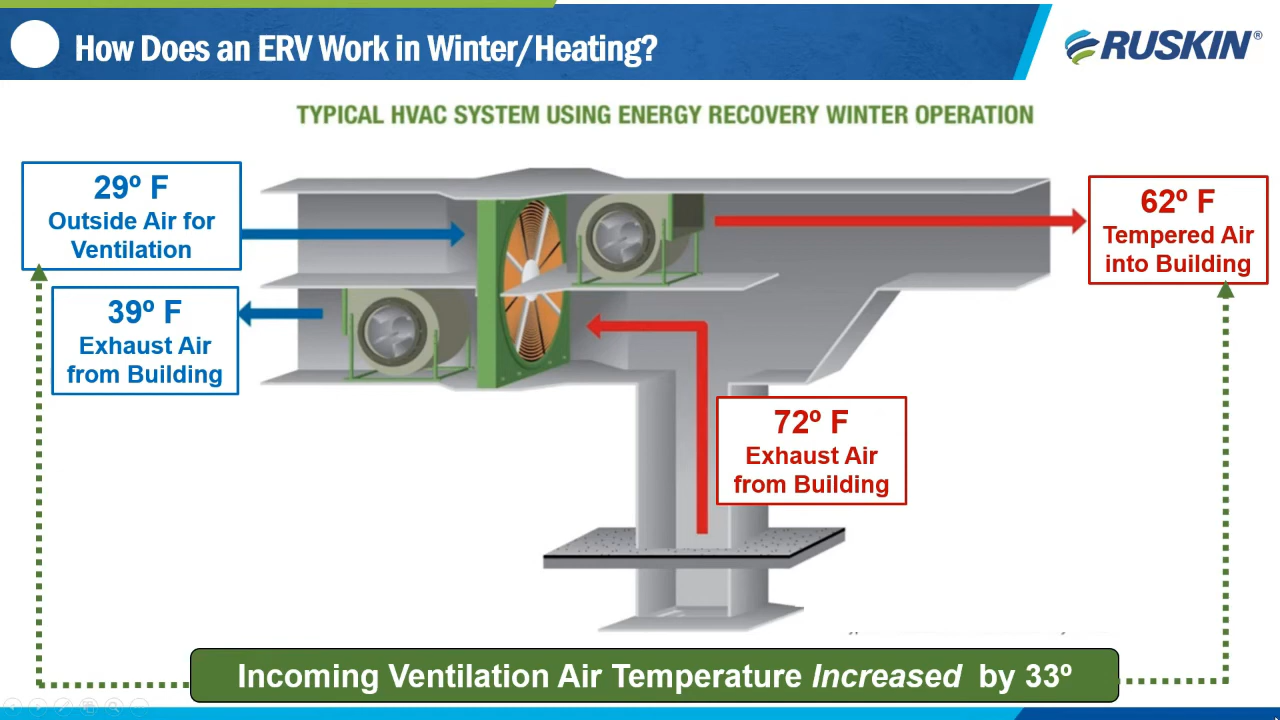 How Does an ERV Work in Winter/Heating?
RUSKIN®
TYPICAL HVAC SYSTEM USING ENERGY RECOVERY WINTER OPERATION
29º F
Outside Air for
Ventilation
62º F
Tempered Air
into Building
39º F
Exhaust Air
from Building
72º F
Exhaust Air
from Building
Incoming Ventilation Air Temperature Increased by 33º